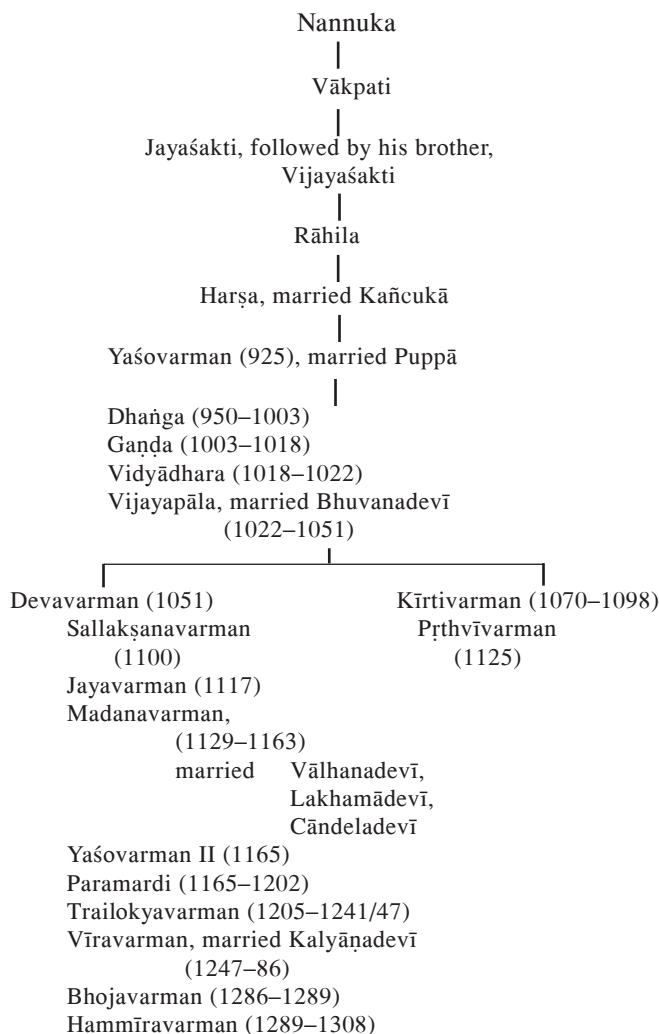 Nannuka
Vākpati
Jayaśakti, followed by his brother,
Vijayaśakti
Rāhila
Harṣa, married Kañcukā
Yaśovarman (925), married Puppā
Dhaṅga (950–1003)
Gaṇḍa (1003–1018)
Vidyādhara (1018–1022)
Vijayapāla, married Bhuvanadevī
(1022–1051)
Devavarman (1051)
Sallakṣanavarman
(1100)
Jayavarman (1117)
Madanavarman,
(1129–1163)
married Vālhanadevī,
Lakhamādevī,
Cāndeladevī
Yaśovarman II (1165)
Paramardi (1165–1202)
Trailokyavarman (1205–1241/47)
Vīravarman, married Kalyāṇadevī
(1247–86)
Bhojavarman (1286–1289)
Hammīravarman (1289–1308)
Kīrtivarman (1070–1098)
Pṛthvīvarman
(1125)